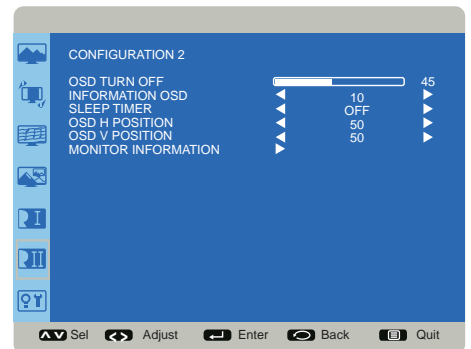 CONFIGURATION 2
OSD TURN OFF 45
INFORMATION OSD 10
SLEEP TIMER OFF
OSD H POSITION 50
OSD V POSITION 50
MONITOR INFORMATION
I
II
Sel Adjust Enter Back Quit